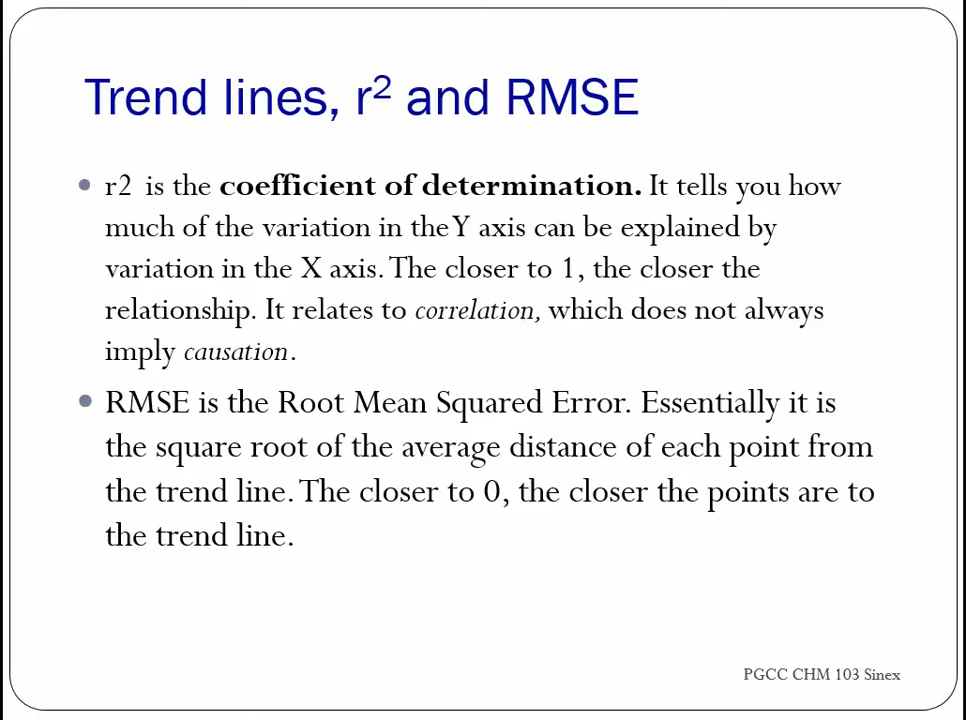 Trend lines, r² and RMSE
• r2 is the coefficient of determination. It tells you how
much of the variation in the Y axis can be explained by
variation in the X axis. The closer to 1, the closer the
relationship. It relates to correlation, which does not always
imply causation.
• RMSE is the Root Mean Squared Error. Essentially it is
the square root of the average distance of each point from
the trend line. The closer to 0, the closer the points are to
the trend line.
PGCC CHM 103 Sinex